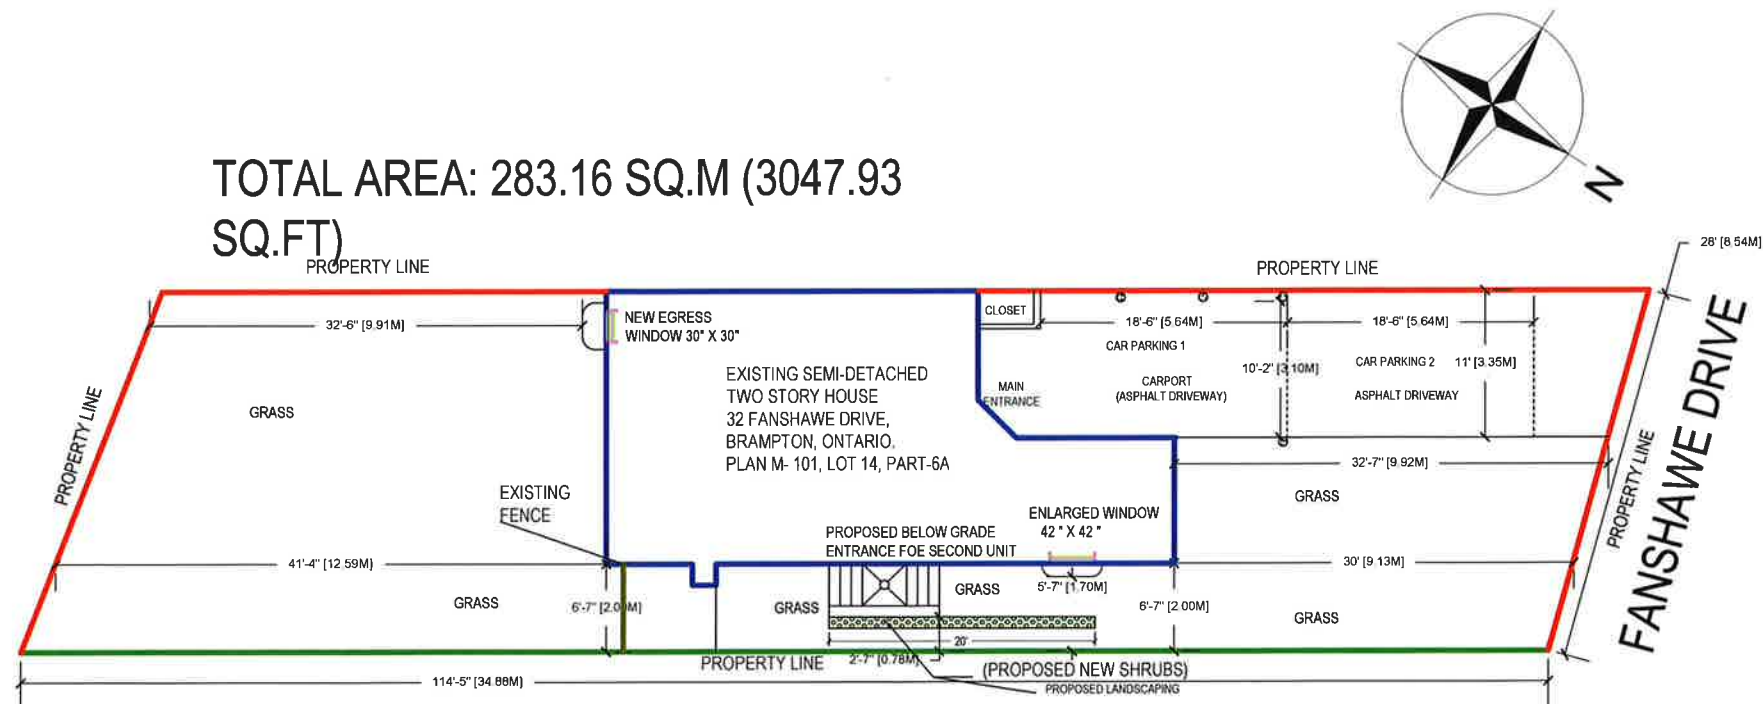 TOTAL AREA: 283.16 SQ.M (3047.93
SQ.FT)
N
28' [8.54M]
PROPERTY LINE
PROPERTY LINE
32'-6" [9.91M]
NEW EGRESS
WINDOW 30" X 30"
CLOSET
18'-6" [5.64M]
18'-6" [5.64M]
CAR PARKING 1
10'-2" [3.10M]
CAR PARKING 2
11' [3.35M]
EXISTING SEMI-DETACHED
TWO STORY HOUSE
32 FANSHAWE DRIVE,
BRAMPTON, ONTARIO.
PLAN M- 101, LOT 14, PART-6A
MAIN
ENTRANCE
CARPORT
(ASPHALT DRIVEWAY)
ASPHALT DRIVEWAY
PROPERTY LINE
GRASS
FANSHAWE DRIVE
PROPERTY LINE
32'-7" [9.92M]
EXISTING
FENCE
GRASS
PROPOSED BELOW GRADE
ENTRANCE FOE SECOND UNIT
ENLARGED WINDOW
42 " X 42 "
41'-4" [12.59M]
30' [9.13M]
GRASS
6'-7" [2.00M]
GRASS
GRASS
5'-7" [1.70M]
6'-7" [2.00M]
GRASS
20'
PROPERTY LINE
2'-7" [0.78M]
(PROPOSED NEW SHRUBS)
PROPOSED LANDSCAPING
114'-5" [34.88M]